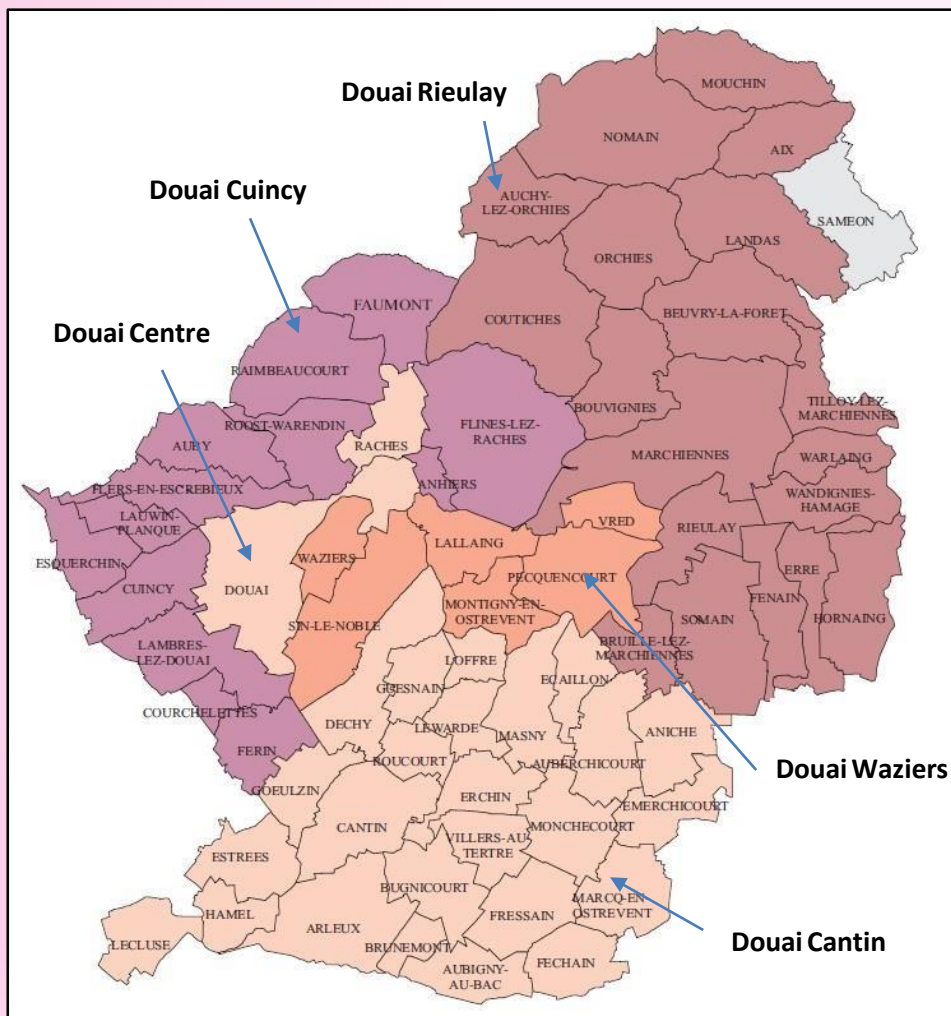 MOUCHIN
Douai Rieulay
NOMAIN
AIX
Douai Cuincy
AUCHY-
LEZ-ORCHIES
SAMEON
LANDAS
ORCHIES
FAUMONT
COUTICHES
BEUVRY-LA-FORET
Douai Centre
RAIMBEAUCOURT
TILLOY-LEZ-
MARCHIENNES
BOUVIGNIES
ROOST-WARENDIN
FLINES-LEZ-
RACHES
AUBY
RACHES
MARCHIENNES
WARLAING
ANHIERS
FLERS-EN-ESCREBIEUX
WANDIGNIES-
HAMAGE
LAUWIN-
PLANQUE
VRED
RIEULAY
LALLAING
WAZIERS
ESQUERCHIN
ERRE
PECQUENCOURT
CUINCY
DOUAI
FENAIN
MONTIGNY-EN-
OSTREVENT
SOMAIN
HORNAING
SIN-LE-NOBLE
LAMBRES-
LEZ-DOUAI
BRUILLE-LEZ-
MARCHIENNES
LOFFRE
ECAILLON
GUESNAIN
COURCHELETTES
DECHY
LEWARDE
ANICHE
MASNY
FERIN
ROUCOURT
AUBERCHICOURT
Douai Waziers
GOEULZIN
ERCHIN
EMERCHICOURT
CANTIN
MONCHECOURT
VILLERS-AU-
TERTRE
ESTREES
BUGNICOURT
MARCQ-EN-
OSTREVENT
HAMEL
FRESSAIN
ARLEUX
Douai Cantin
LECLUSE
BRUNEMONT
FECHAIN
AUBIGNY-
AU-BAC